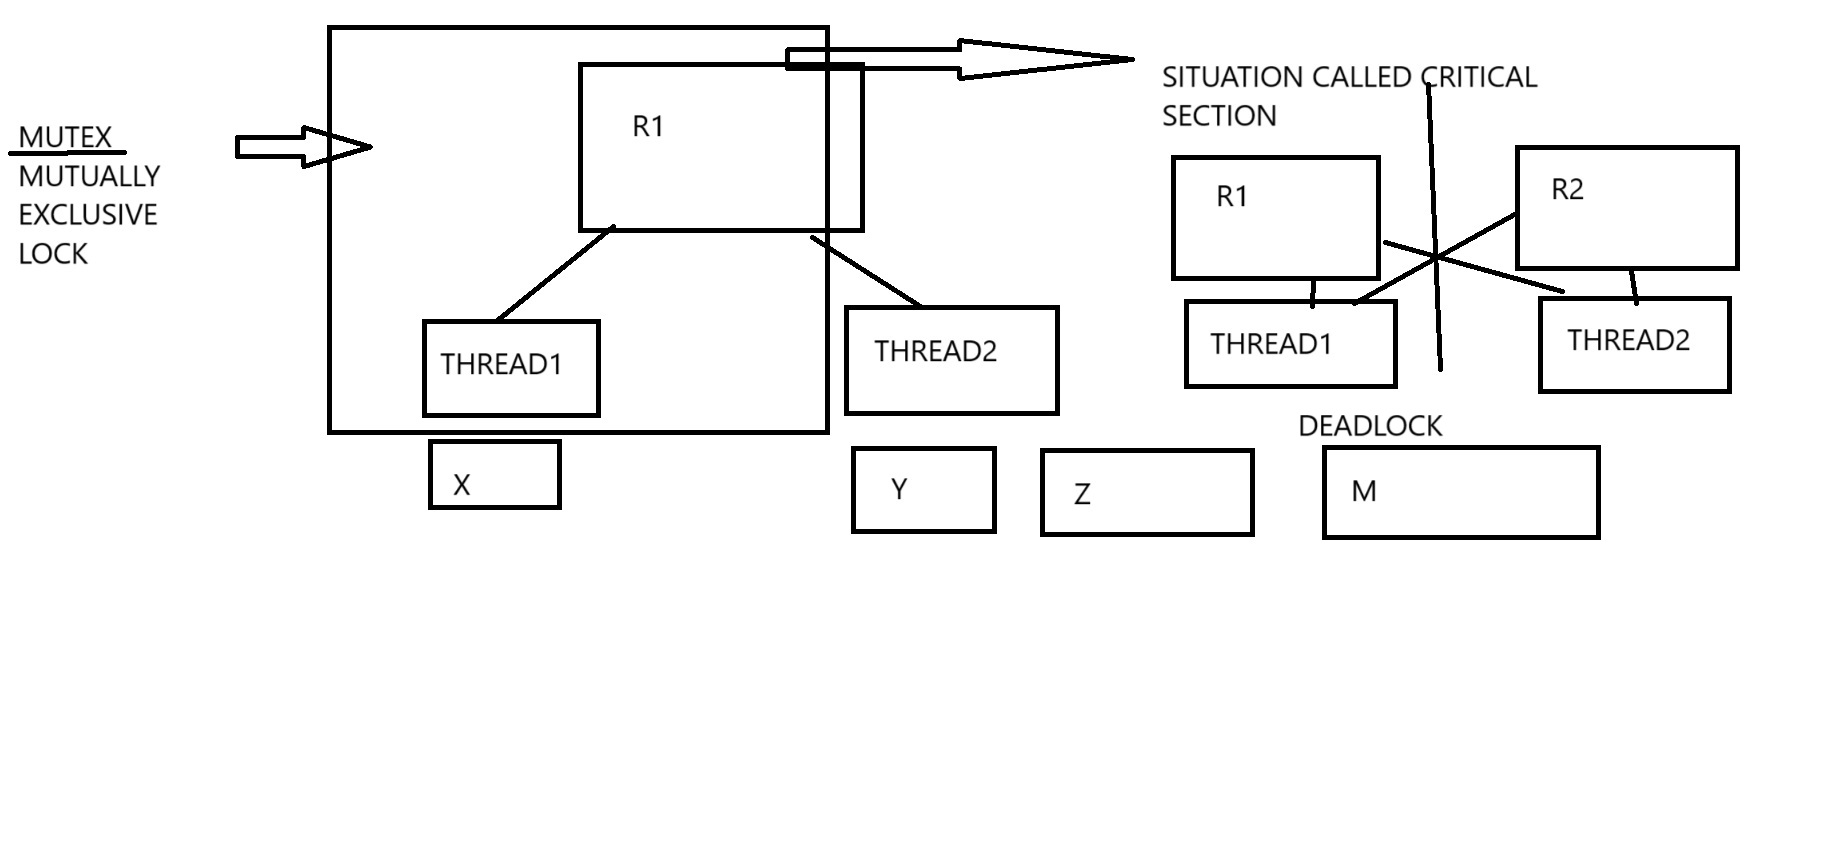 MUTEX
MUTUALLY
EXCLUSIVE
LOCK
R1
THREAD1
THREAD2
SITUATION CALLED CRITICAL
SECTION
R1
R2
THREAD1
THREAD2
DEADLOCK
X
Y
Z
M